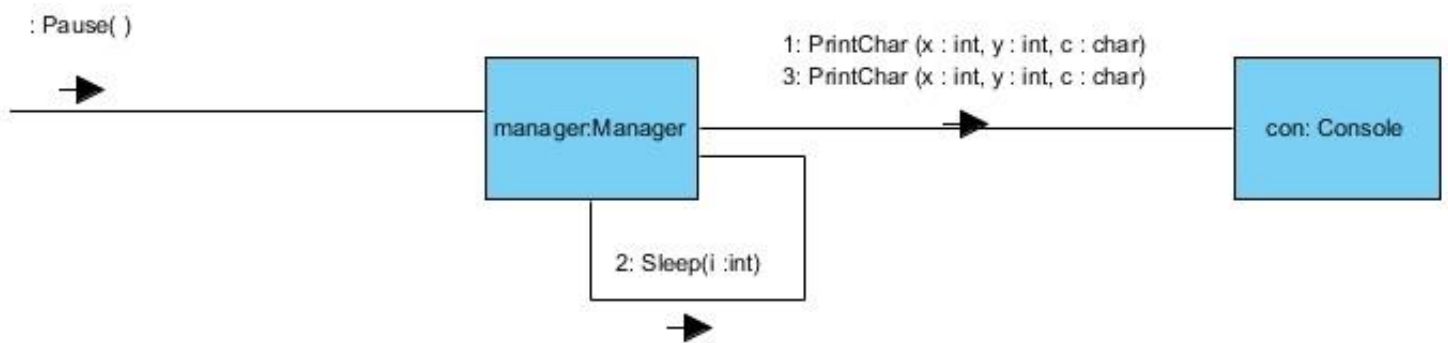 : Pause( )
1: PrintChar (x : int, y : int, c : char)
3: PrintChar (x : int, y : int, c : char)
manager:Manager
con: Console
2: Sleep(i :int)